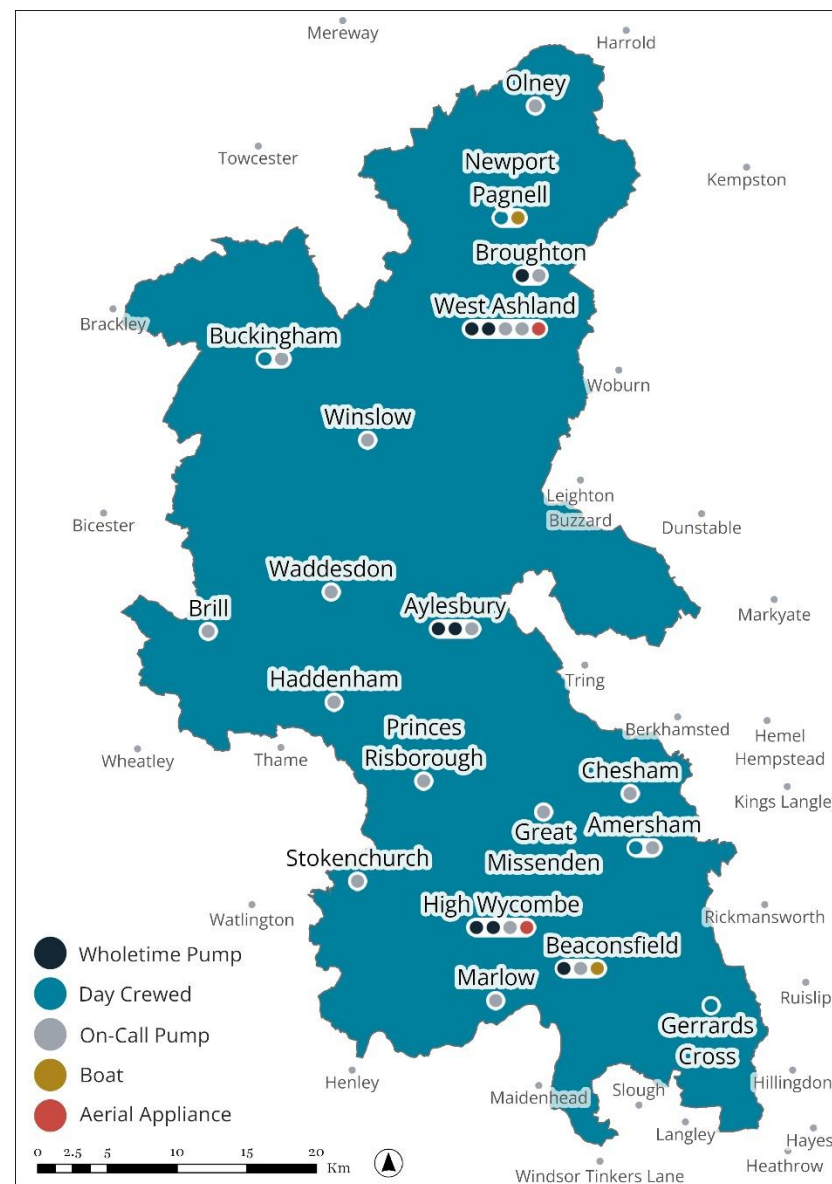 Mereway
Harrold
Olney
Towcester
Newport
Pagnell
Kempston
Broughton
West Ashland
Brackley
Buckingham
Woburn
Winslow
Leighton
Buzzard
Bicester
Dunstable
Waddesdon
Aylesbury
Brill
Markyate
Tring
Haddenham
Princes
Risborough
Berkhamsted
Hemel
Hempstead
Wheatley
Thame
Chesham
Kings Langle
Great
Missenden
Amersham
Stokenchurch
High Wycombe
Watlington
Rickmansworth
Beaconsfield
Marlow
Ruislip
Gerrards
Cross
Henley
Maidenhead
Slough
Hillingdon
Langley
Hayes
Heathrow
Windsor Tinkers Lane
Wholetime Pump
Day Crewed
On-Call Pump
Boat
Aerial Appliance
0 2.5 5 10 15 20
Km